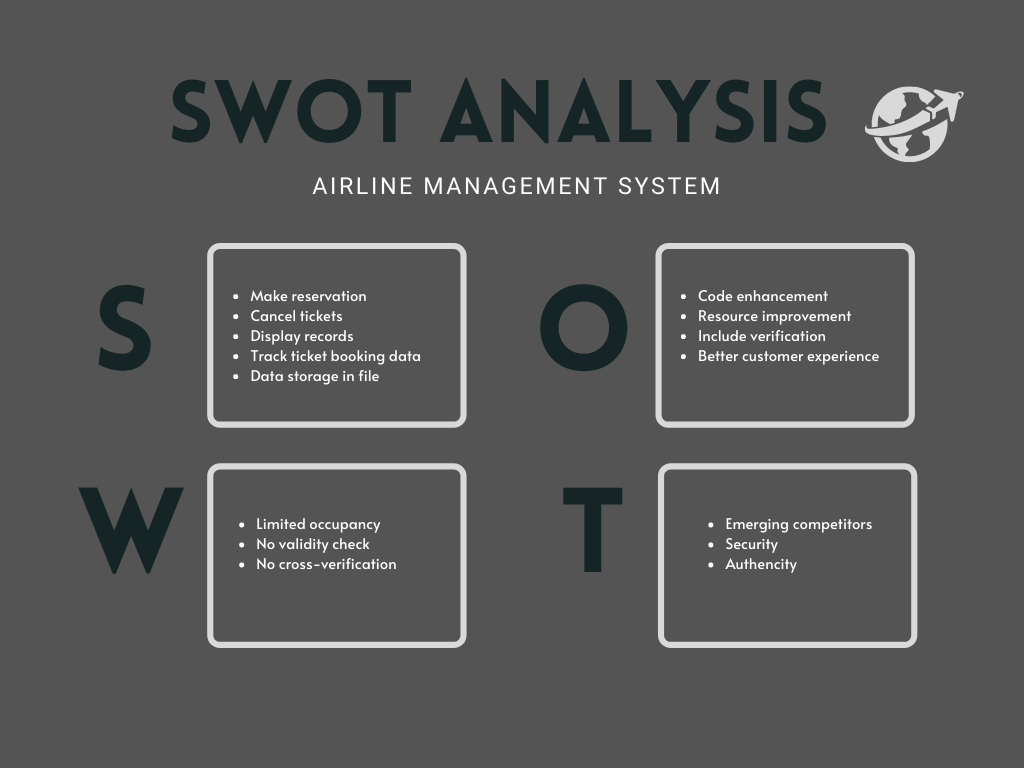 SWOT ANALYSIS
AIRLINE MANAGEMENT SYSTEM
S
• Make reservation
• Cancel tickets
• Display records
• Track ticket booking data
• Data storage in file
O
• Code enhancement
• Resource improvement
• Include verification
• Better customer experience
W
• Limited occupancy
• No validity check
• No cross-verification
T
• Emerging competitors
• Security
• Authencity